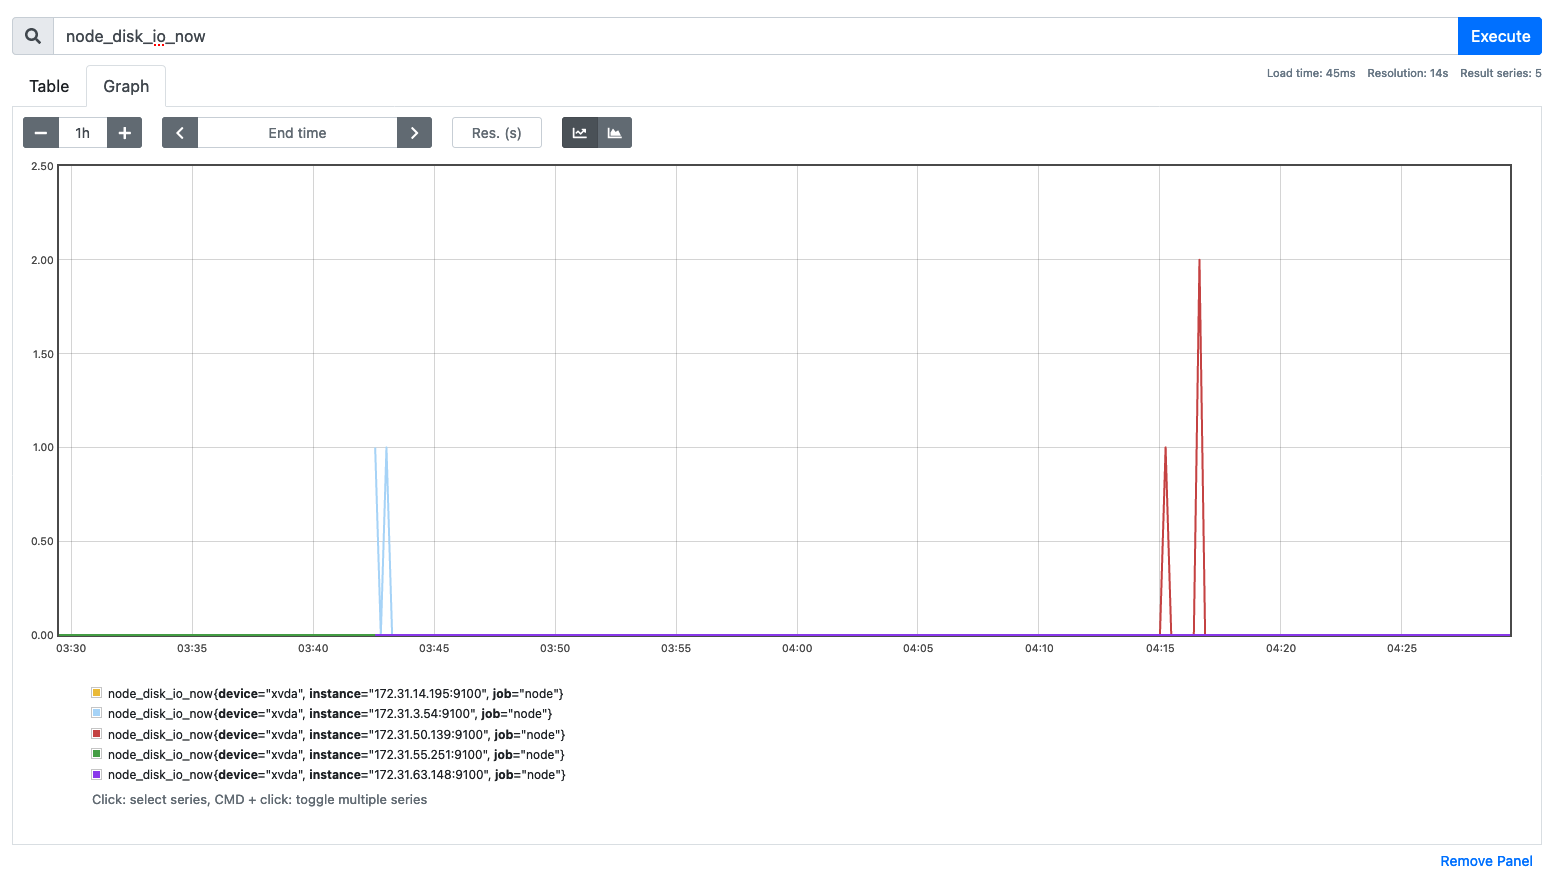 node_disk_io_now
Execute
Load time: 45ms Resolution: 14s Result series: 5
Table Graph
1h End time Res. (s)
2.50
2.00
1.50
1.00
0.50
0.00
03:30 03:35 03:40 03:45 03:50 03:55 04:00 04:05 04:10 04:15 04:20 04:25
node_disk_io_now{device="xvda", instance="172.31.14.195:9100", job="node"}
node_disk_io_now{device="xvda", instance="172.31.3.54:9100", job="node"}
node_disk_io_now{device="xvda", instance="172.31.50.139:9100", job="node"}
node_disk_io_now{device="xvda", instance="172.31.55.251:9100", job="node"}
node_disk_io_now{device="xvda", instance="172.31.63.148:9100", job="node"}
Click: select series, CMD + click: toggle multiple series
Remove Panel